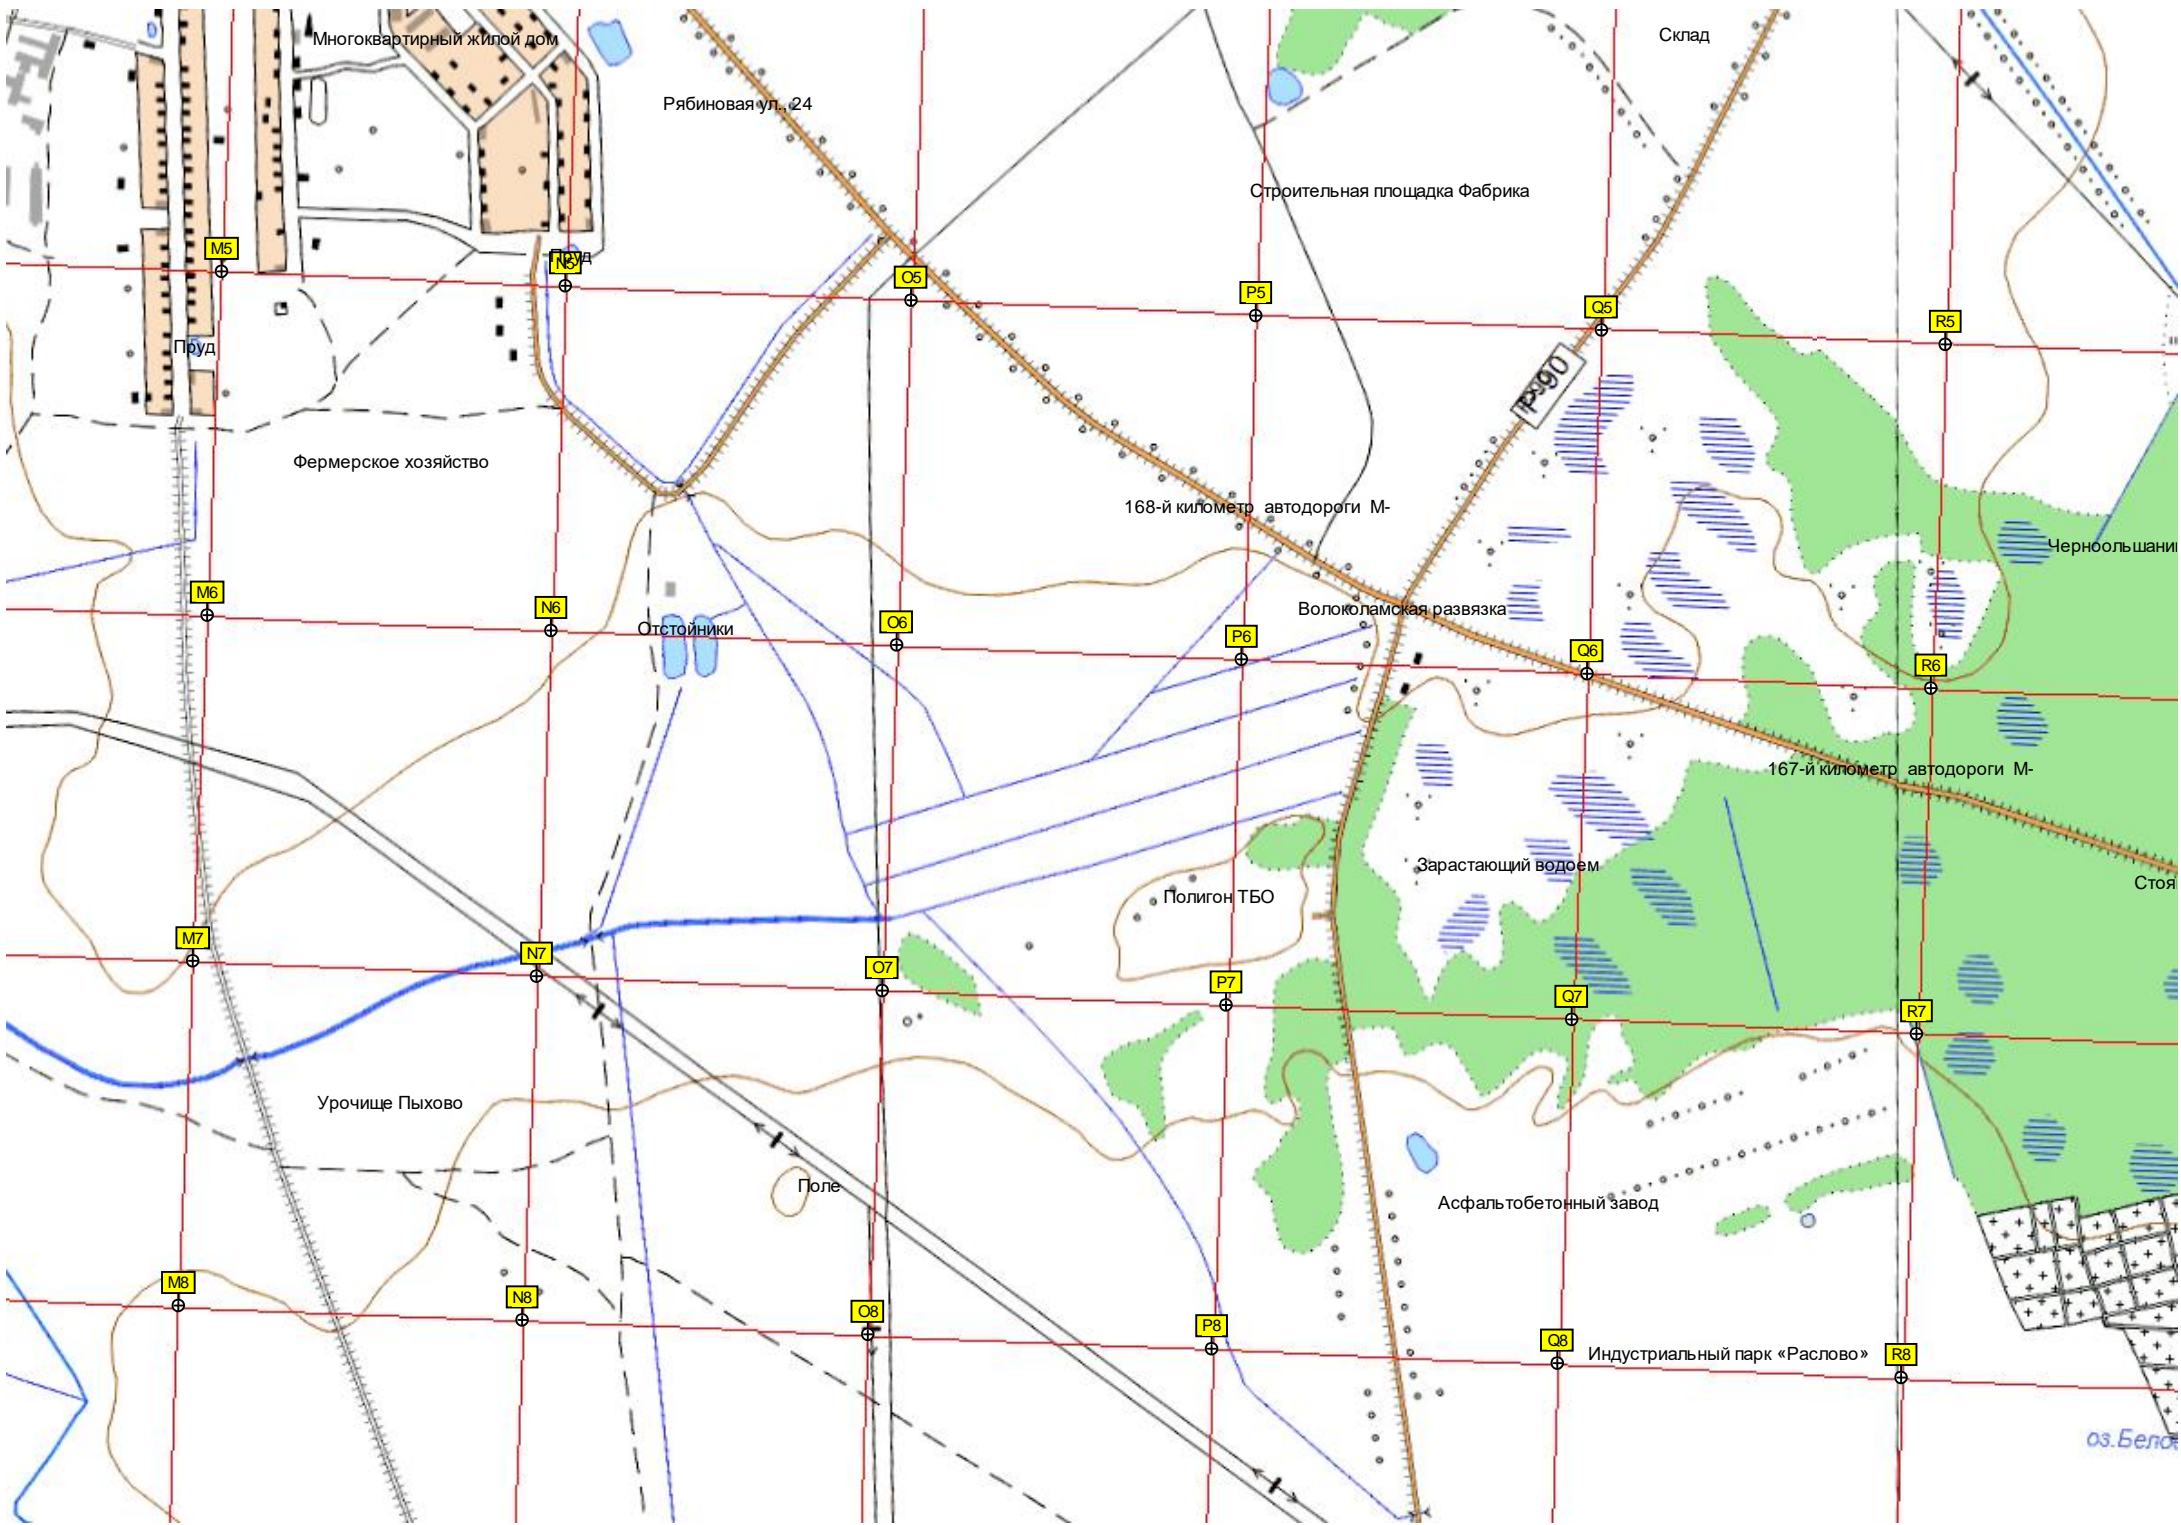 Многоквартирный жилой дом
Склад
Рябиновая ул., 24
Строительная площадка Фабрика
M5
Пруд
N5
O5
P5
Q5
R5
Пруд
P-90
Фермерское хозяйство
168-й километр автодороги М-
Черноольшани
M6
N6
Отстойники
O6
Волоколамская развязка
P6
Q6
R6
167-й километр автодороги М-
Зарастающий водоем
Стоя
Полигон ТБО
M7
N7
O7
P7
Q7
R7
Урочище Пыхово
Поле
Асфальтобетонный завод
M8
N8
O8
P8
Q8
Индустриальный парк «Раслово»
R8
оз.Бело